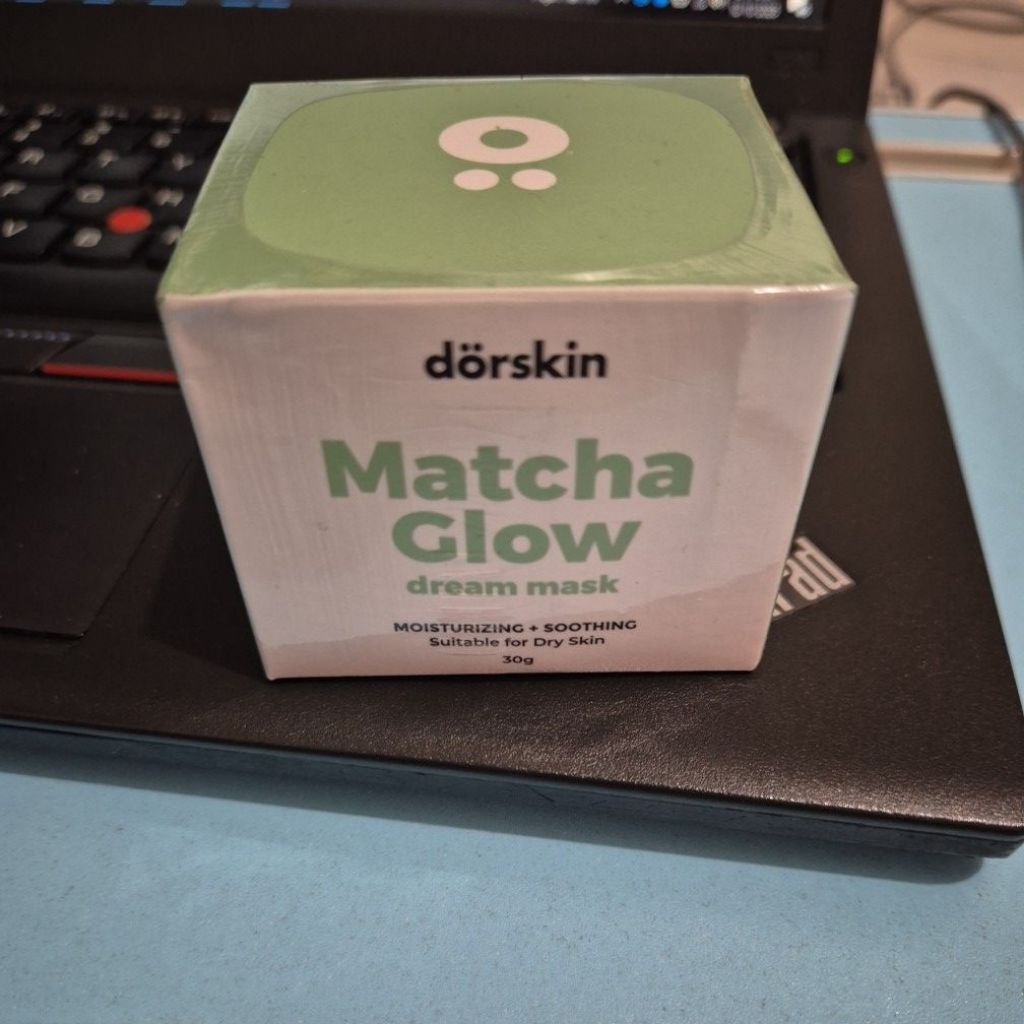 dörskin
Matcha
Glow
dream mask
MOISTURIZING + SOOTHING
Suitable for Dry Skin
30g